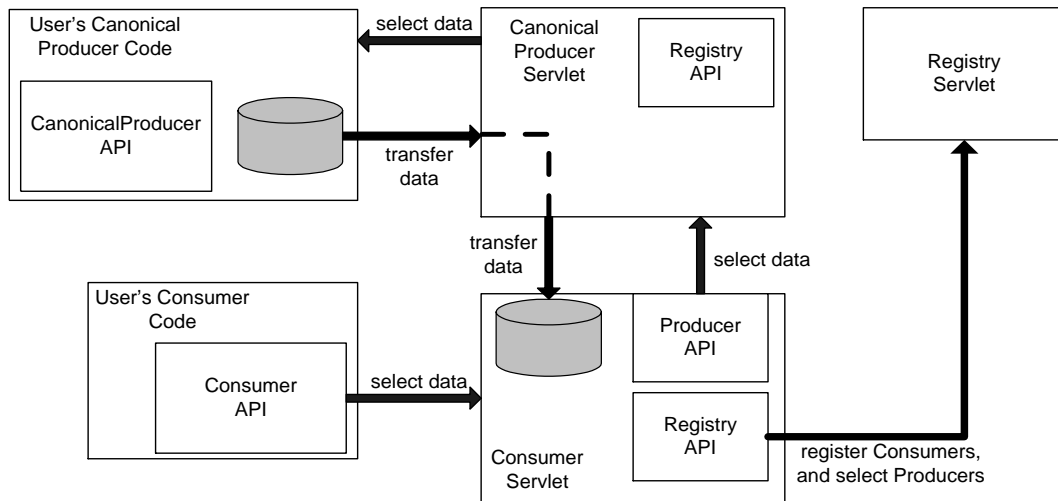 User's Canonical
Producer Code
CanonicalProducer
API
select data
transfer
data
Canonical
Producer
Servlet
Registry
API
Registry
Servlet
transfer
data
select data
User's Consumer
Code
Consumer
API
select data
Producer
API
Registry
API
Consumer
Servlet
register Consumers,
and select Producers